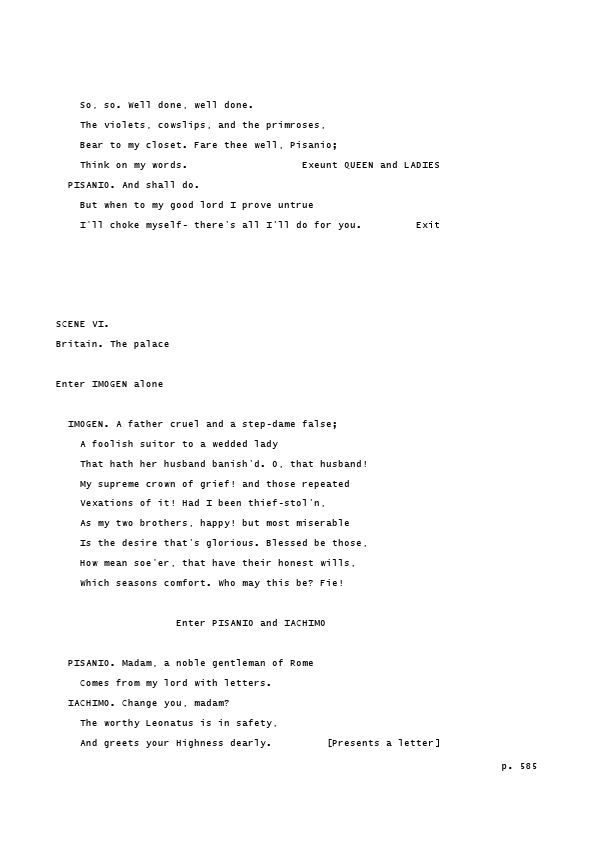 So, so. Well done, well done.
The violets, cowslips, and the primroses,
Bear to my closet. Fare thee well, Pisanio;
Think on my words. Exeunt QUEEN and LADIES
PISANIO. And shall do.
But when to my good lord I prove untrue
I'll choke myself- there's all I'll do for you. Exit
SCENE VI.
Britain. The palace
Enter IMOGEN alone
IMOGEN. A father cruel and a step-dame false;
A foolish suitor to a wedded lady
That hath her husband banish'd. O, that husband!
My supreme crown of grief! and those repeated
Vexations of it! Had I been thief-stol'n,
As my two brothers, happy! but most miserable
Is the desire that's glorious. Blessed be those,
How mean soe'er, that have their honest wills,
Which seasons comfort. Who may this be? Fie!
Enter PISANIO and IACHIMO
PISANIO. Madam, a noble gentleman of Rome
Comes from my lord with letters.
IACHIMO. Change you, madam?
The worthy Leonatus is in safety,
And greets your Highness dearly. [Presents a letter]
p. 585